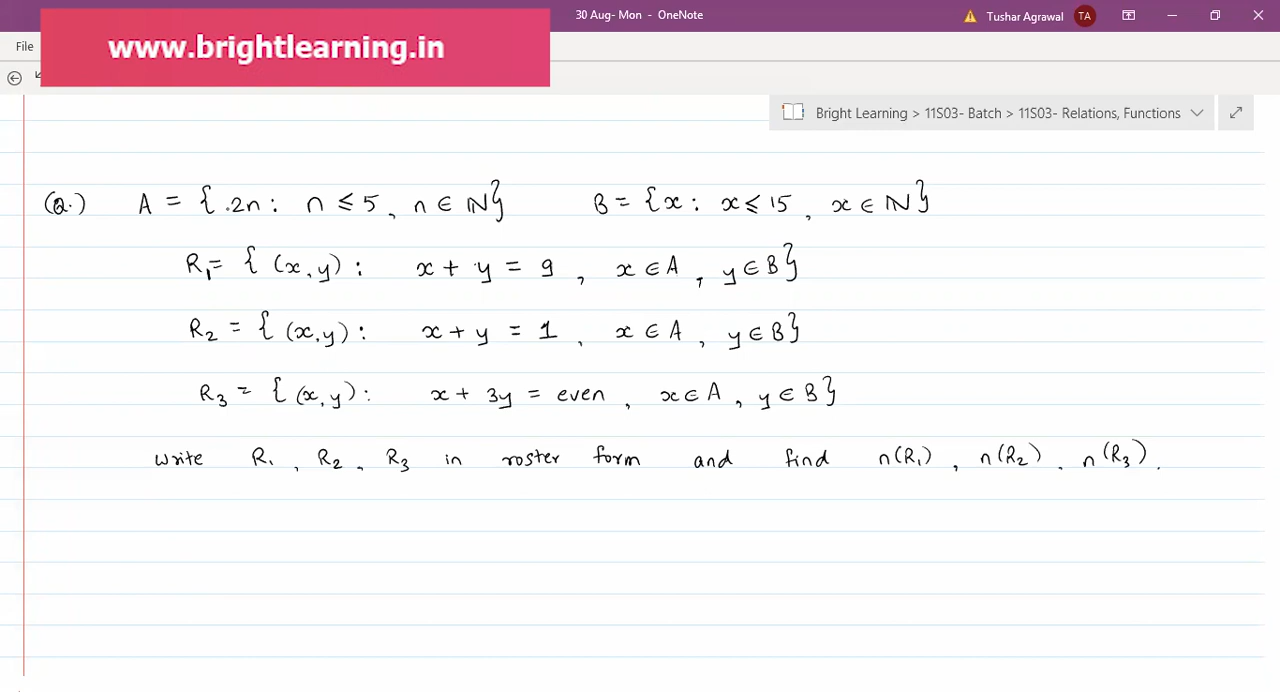 30 Aug- Mon - OneNote
Tushar Agrawal TA
www.brightlearning.in
File
Bright Learning > 11S03- Batch > 11S03- Relations, Functions
(Q.) A = { 2n : n ≤ 5 , n ∈ ℕ} B = {x : x ≤ 15 , x ∈ ℕ}
R₁ = { (x,y) : x + y = 9 , x ∈ A , y ∈ B}
R₂ = { (x,y) : x + y = 1 , x ∈ A , y ∈ B}
R₃ = { (x,y) : x + 3y = even , x ∈ A , y ∈ B}
write R₁ , R₂ , R₃ in roster form and find n(R₁) , n(R₂) , n(R₃) .